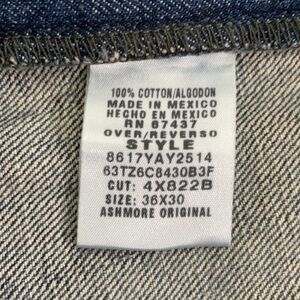 100% COTTON/ALGODON
MADE IN MEXICO
HECHO EN MEXICO
RN 67437
OVER/REVERSO
STYLE
8617YAY2514
63TZ6C8430B3F
CUT: 4X822B
SIZE: 36X30
ASHMORE ORIGINAL